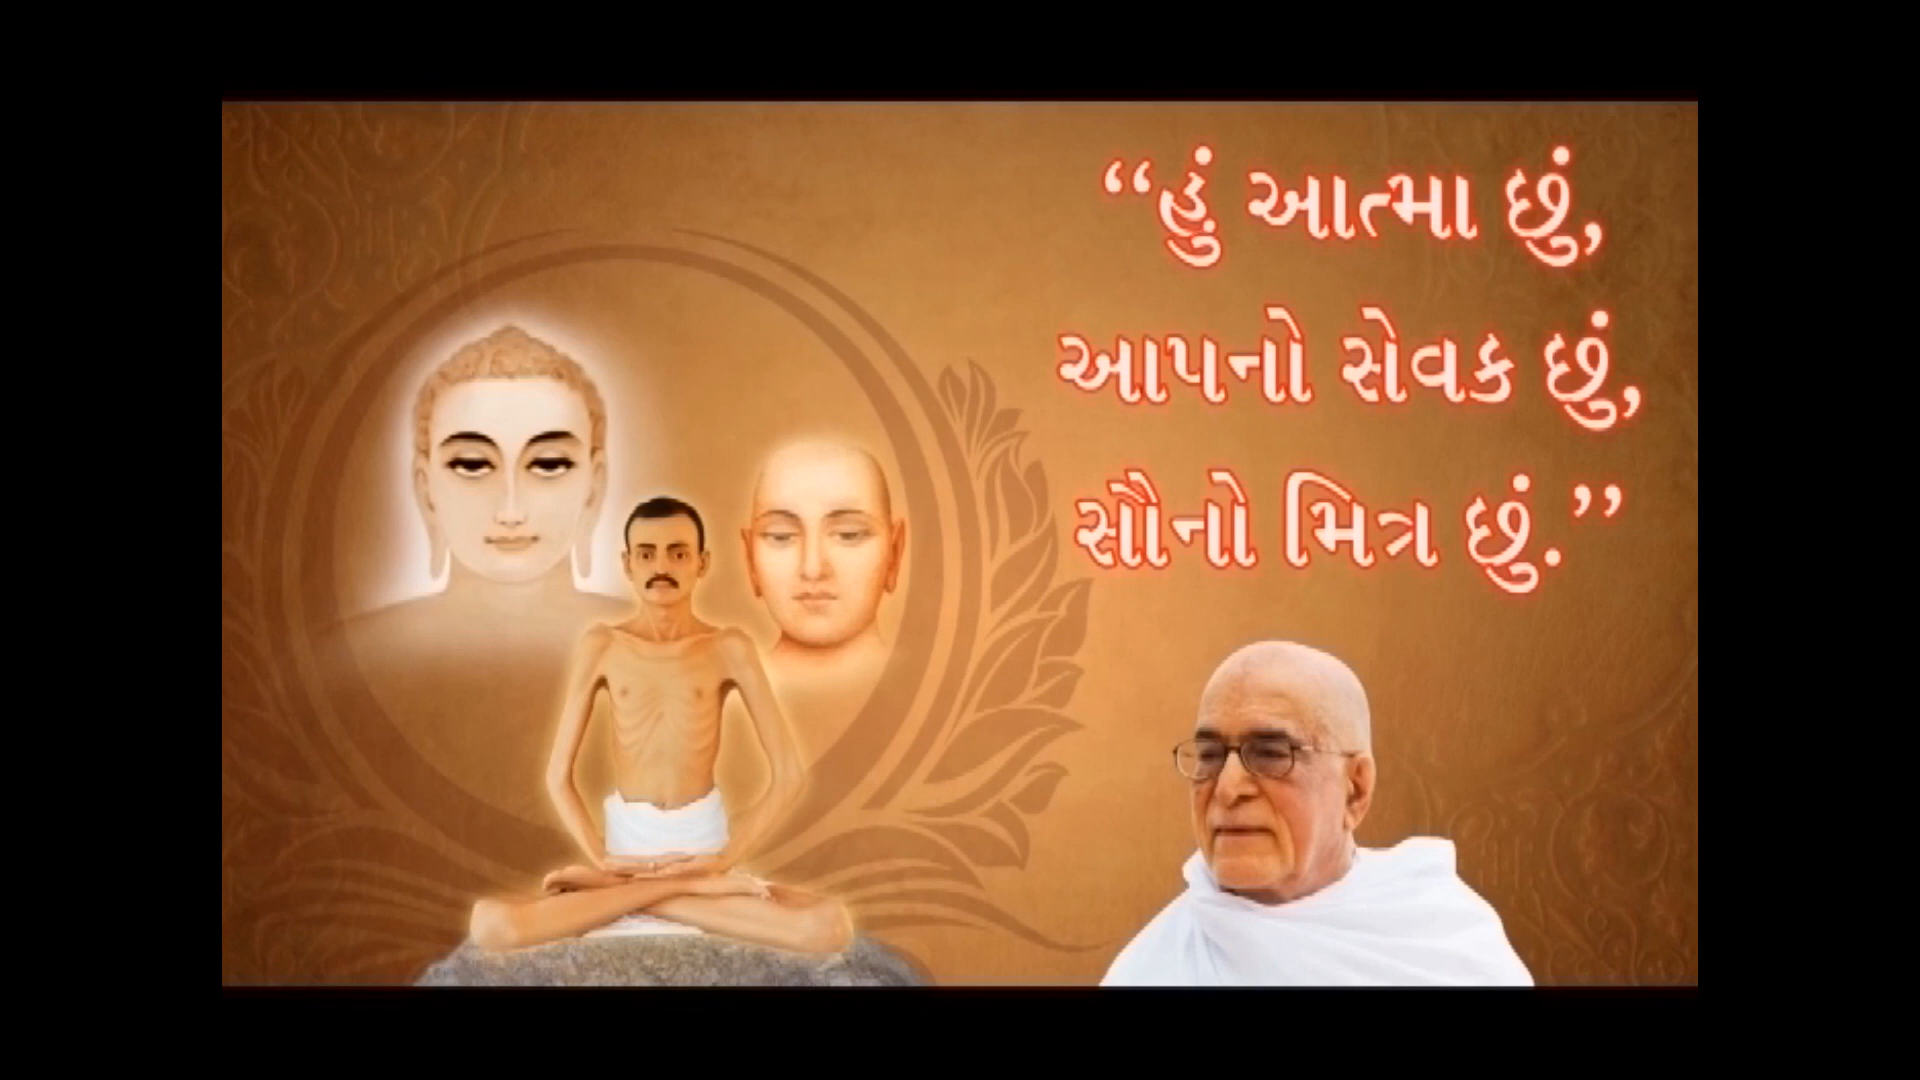 “હું આત્મા છું,
આપનો સેવક છું,
સૌનો મિત્ર છું.”